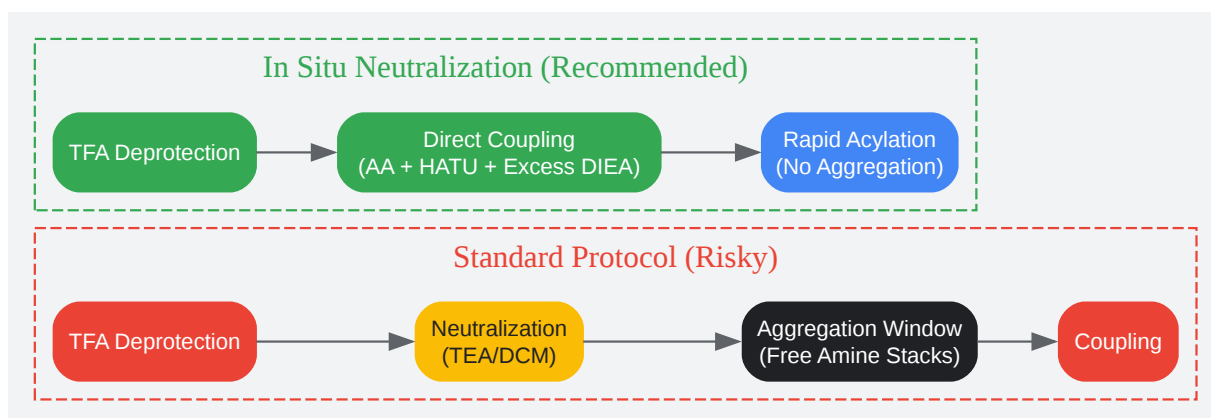 In Situ Neutralization (Recommended)
TFA Deprotection
Direct Coupling
(AA + HATU + Excess DIEA)
Rapid Acylation
(No Aggregation)
Standard Protocol (Risky)
TFA Deprotection
Neutralization
(TEA/DCM)
Aggregation Window
(Free Amine Stacks)
Coupling